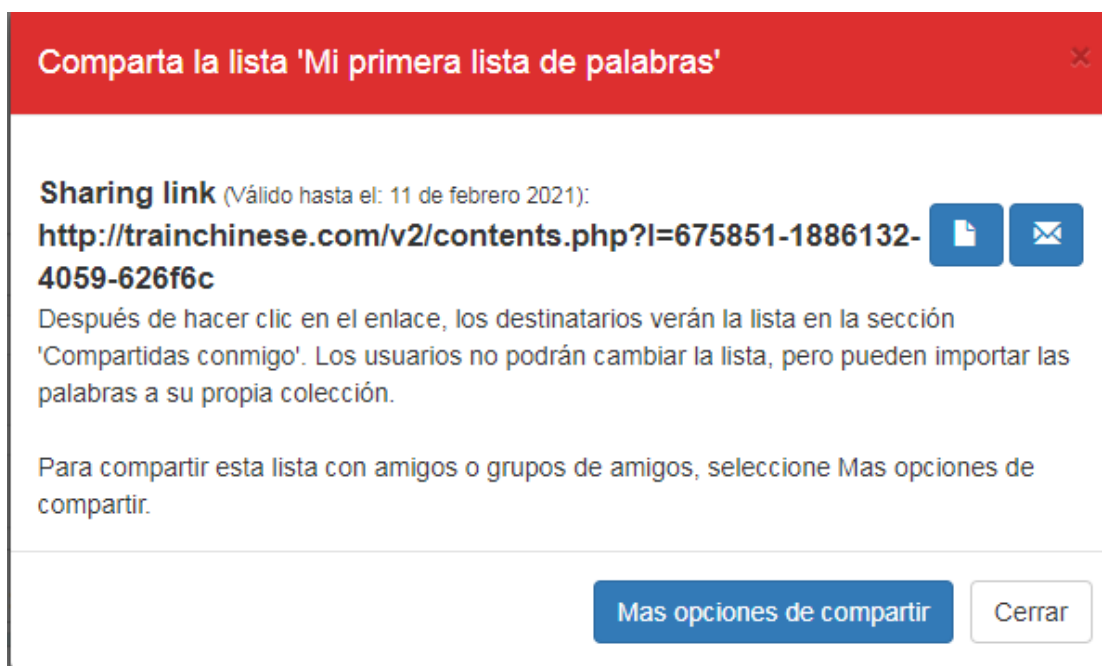 Comparta la lista 'Mi primera lista de palabras' ×
Sharing link (Válido hasta el: 11 de febrero 2021):
http://trainchinese.com/v2/contents.php?l=675851-1886132-
4059-626f6c
Después de hacer clic en el enlace, los destinatarios verán la lista en la sección
'Compartidas conmigo'. Los usuarios no podrán cambiar la lista, pero pueden importar las
palabras a su propia colección.
Para compartir esta lista con amigos o grupos de amigos, seleccione Mas opciones de
compartir.
Mas opciones de compartir Cerrar